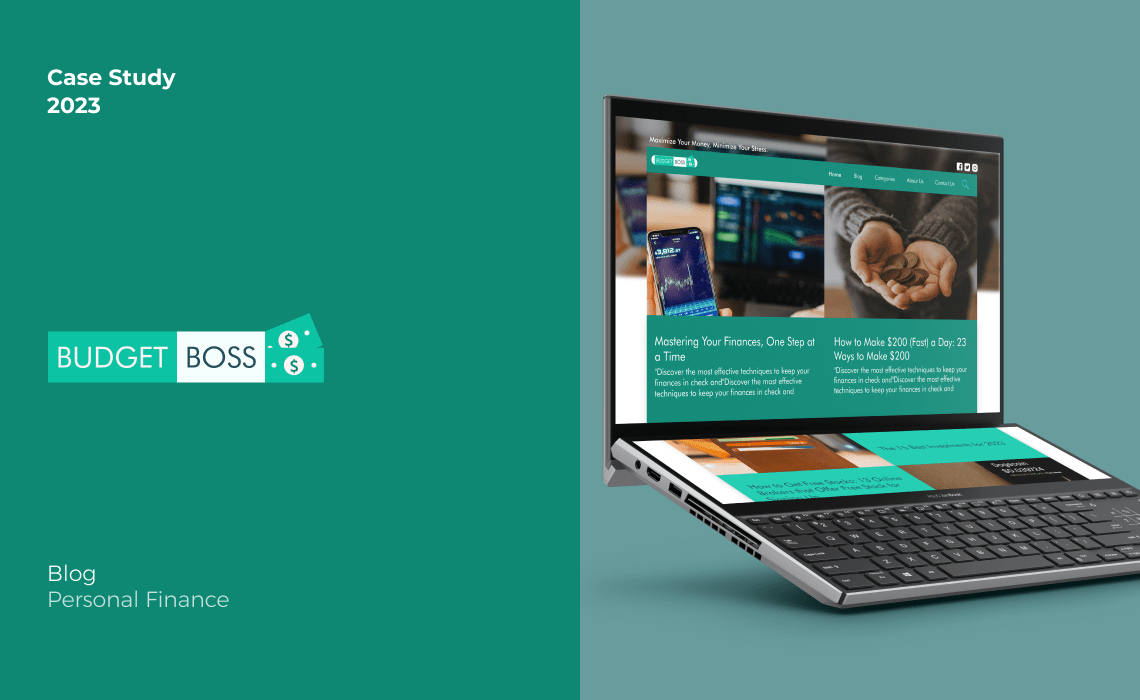 Case Study
2023
BUDGET BOSS
$
$
Blog
Personal Finance
Maximize Your Money, Minimize Your Stress.
BUDGET BOSS
Home Blog Categories About Us Contact Us
Mastering Your Finances, One Step at
a Time
"Discover the most effective techniques to keep your
finances in check and"Discover the most effective
techniques to keep your finances in check and
How to Make $200 (Fast) a Day: 23
Ways to Make $200
"Discover the most effective techniques to keep your
finances in check and"Discover the most effective
techniques to keep your finances in check and
The 15 Best Investments for 2023
How to Get Free Stocks: 13 Online
Brokers that Offer Free Stock for
Dogecoin